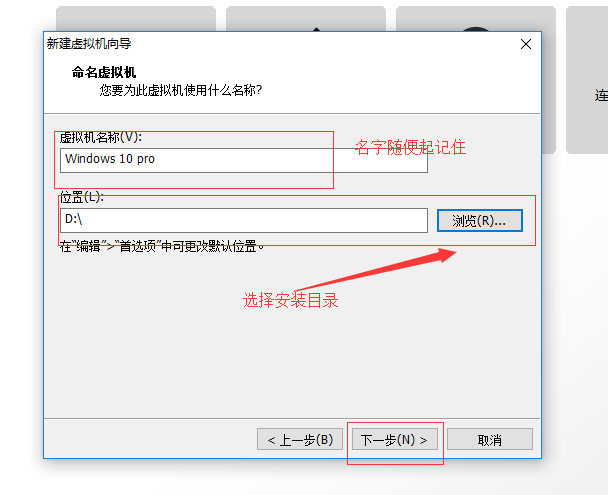 新建虚拟机向导
命名虚拟机
您要为此虚拟机使用什么名称?
连
虚拟机名称(V):
名字随便起记住
Windows 10 pro
位置(L):
D:\
浏览(R)...
在“编辑”>“首选项”中可更改默认位置。
选择安装目录
< 上一步(B)
下一步(N) >
取消